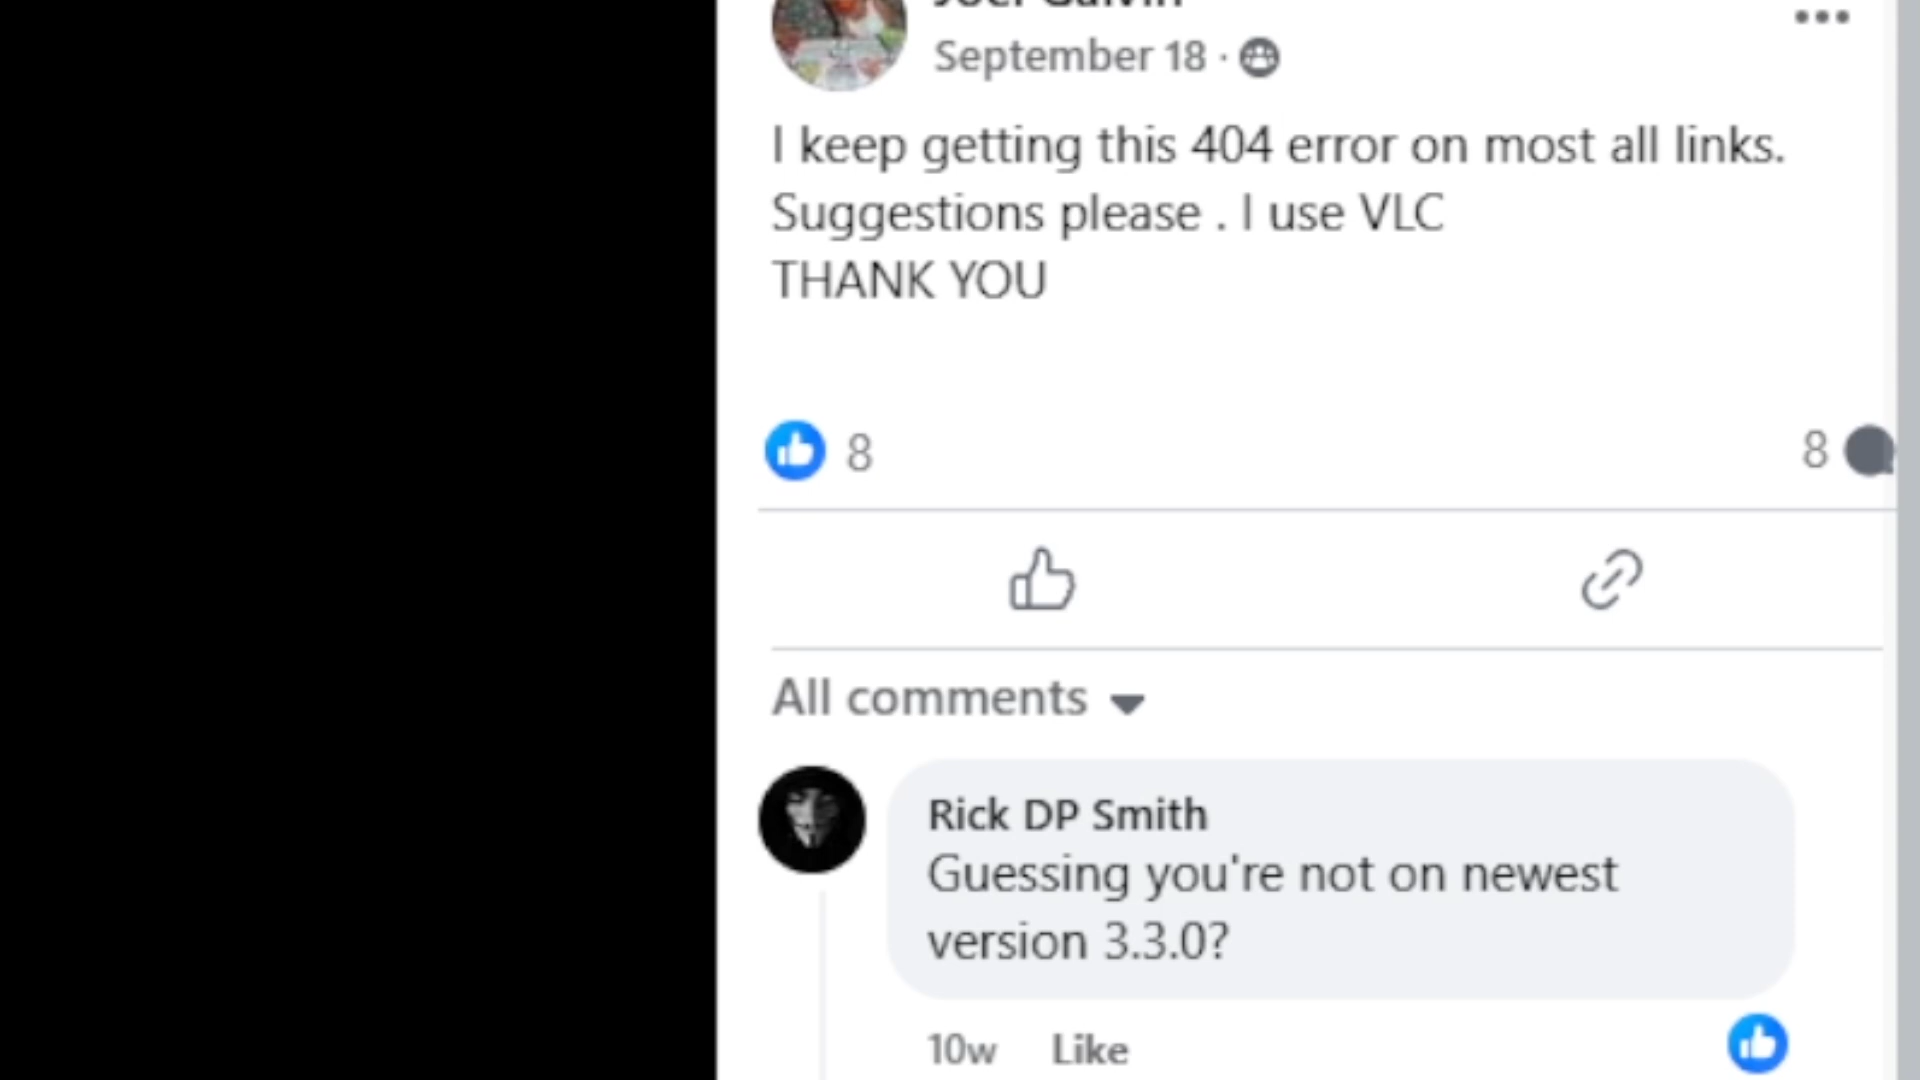 September 18 ·
I keep getting this 404 error on most all links.
Suggestions please . I use VLC
THANK YOU
8
8
All comments
Rick DP Smith
Guessing you're not on newest
version 3.3.0?
10w Like